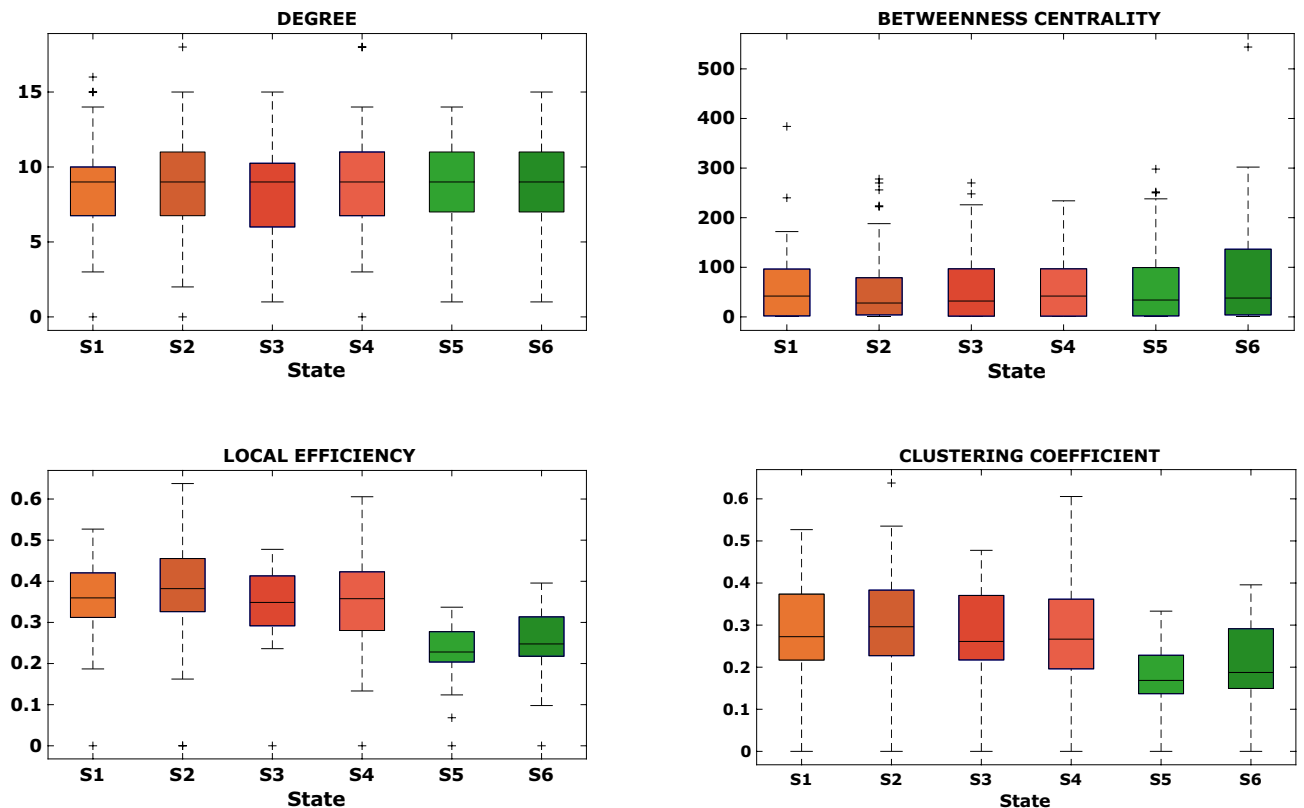 DEGREE
15
10
5
0
S1 S2 S3 S4 S5 S6
State
BETWEENNESS CENTRALITY
500
400
300
200
100
0
S1 S2 S3 S4 S5 S6
State
LOCAL EFFICIENCY
0.6
0.5
0.4
0.3
0.2
0.1
0
S1 S2 S3 S4 S5 S6
State
CLUSTERING COEFFICIENT
0.6
0.5
0.4
0.3
0.2
0.1
0
S1 S2 S3 S4 S5 S6
State